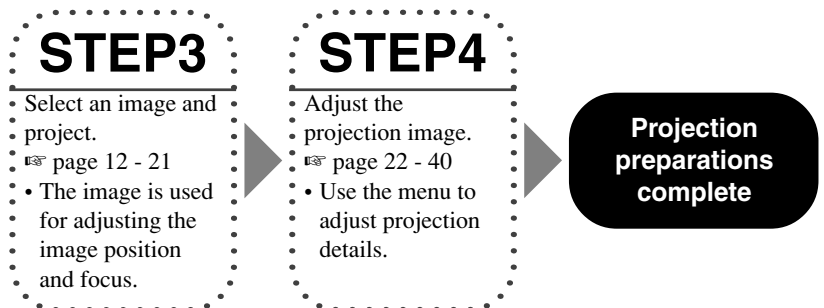 STEP3
Select an image and
project.
☞ page 12 - 21
• The image is used
for adjusting the
image position
and focus.
STEP4
Adjust the
projection image.
☞ page 22 - 40
• Use the menu to
adjust projection
details.
Projection
preparations
complete